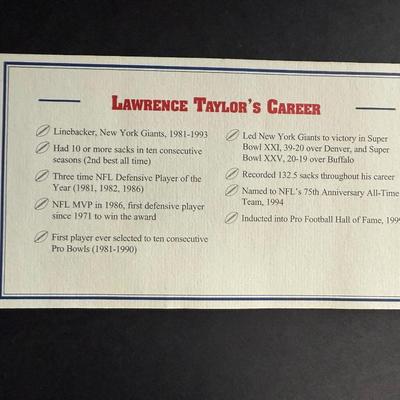 LAWRENCE TAYLOR'S CAREER
Linebacker, New York Giants, 1981-1993
Had 10 or more sacks in ten consecutive
seasons (2nd best all time)
Three time NFL Defensive Player of the
Year (1981, 1982, 1986)
NFL MVP in 1986, first defensive player
since 1971 to win the award
First player ever selected to ten consecutive
Pro Bowls (1981-1990)
Led New York Giants to victory in Super
Bowl XXI, 39-20 over Denver, and Super
Bowl XXV, 20-19 over Buffalo
Recorded 132.5 sacks throughout his career
Named to NFL's 75th Anniversary All-Time
Team, 1994
Inducted into Pro Football Hall of Fame,